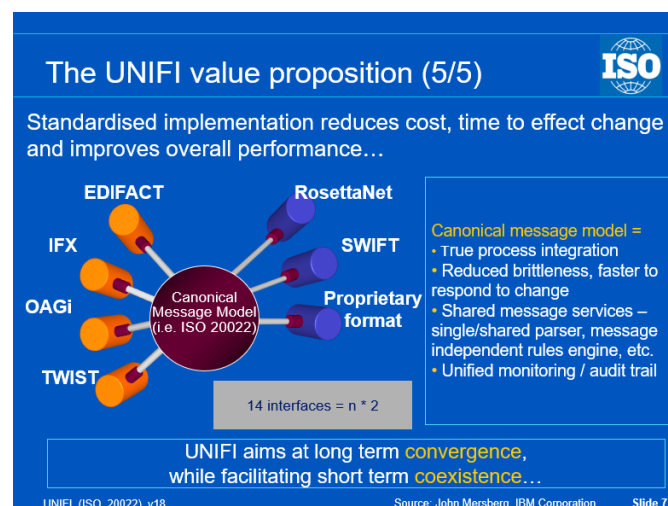 The UNIFI value proposition (5/5)
ISO
Standardised implementation reduces cost, time to effect change
and improves overall performance…
EDIFACT
RosettaNet
IFX
SWIFT
OAGi
Proprietary
format
TWIST
Canonical
Message Model
(i.e. ISO 20022)
14 interfaces = n * 2
Canonical message model =
• True process integration
• Reduced brittleness, faster to
respond to change
• Shared message services –
single/shared parser, message
independent rules engine, etc.
• Unified monitoring / audit trail
UNIFI aims at long term convergence,
while facilitating short term coexistence…
UNIFI (ISO 20022) v18
Source: John Mersberg, IBM Corporation
Slide 7